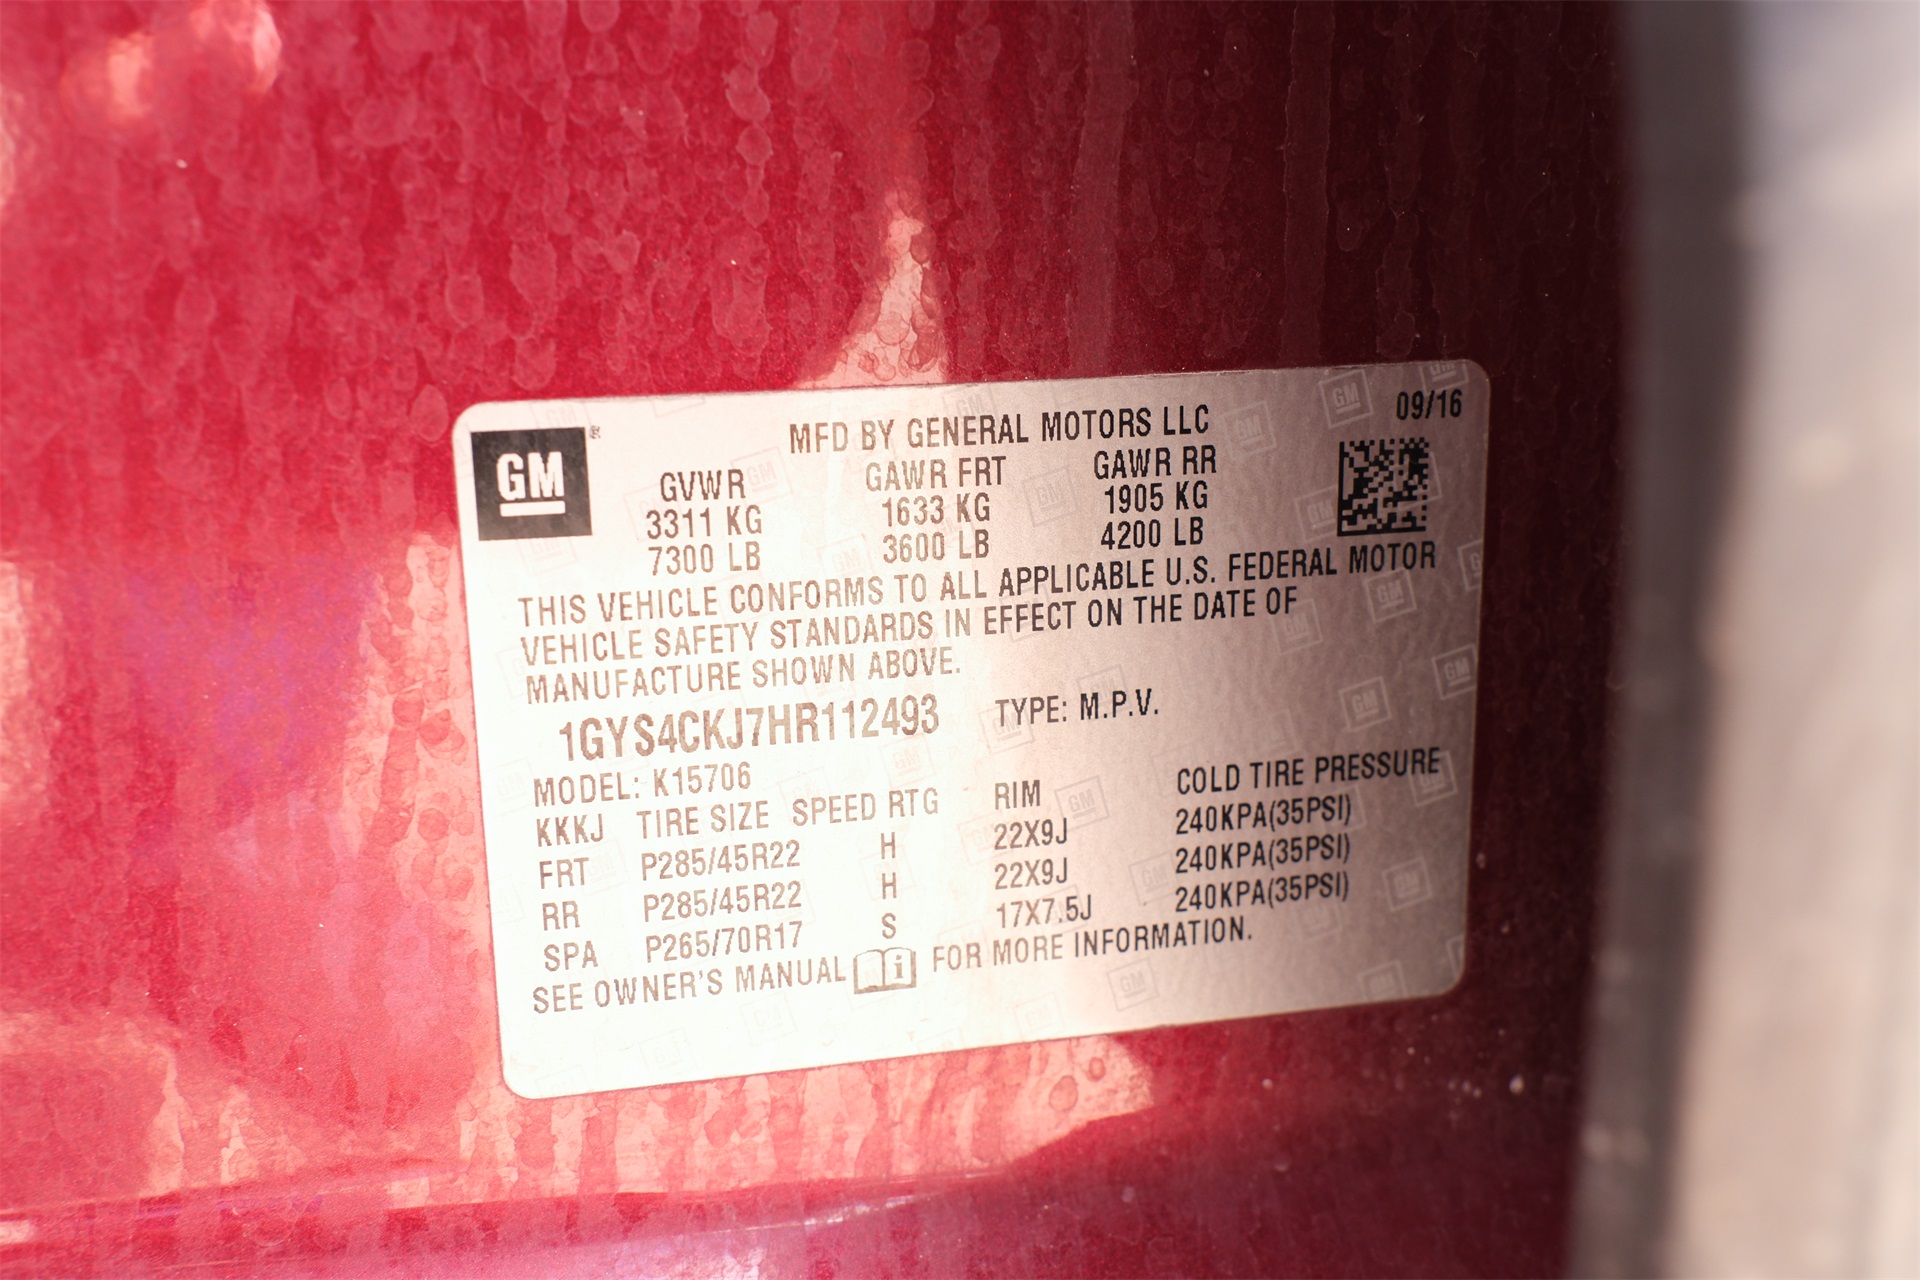 09/16
GM
MFD BY GENERAL MOTORS LLC
GVWR GAWR FRT GAWR RR
3311 KG 1633 KG 1905 KG
7300 LB 3600 LB 4200 LB
THIS VEHICLE CONFORMS TO ALL APPLICABLE U.S. FEDERAL MOTOR
VEHICLE SAFETY STANDARDS IN EFFECT ON THE DATE OF
MANUFACTURE SHOWN ABOVE.
1GYS4CKJ7HR112493 TYPE: M.P.V.
MODEL: K15706
KKKJ TIRE SIZE SPEED RTG RIM COLD TIRE PRESSURE
FRT P285/45R22 H 22X9J 240KPA(35PSI)
RR P285/45R22 H 22X9J 240KPA(35PSI)
SPA P265/70R17 S 17X7.5J 240KPA(35PSI)
SEE OWNER'S MANUAL FOR MORE INFORMATION.